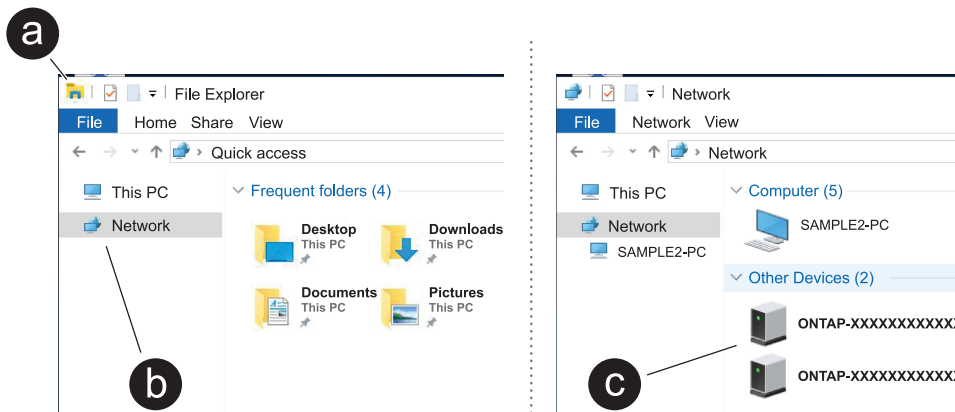 a
File Explorer
File Home Share View
Quick access
This PC
Network
Frequent folders (4)
Desktop
This PC
Downloads
This PC
Documents
This PC
Pictures
This PC
b
Network
File Network View
Network
This PC
Network
SAMPLE2-PC
Computer (5)
SAMPLE2-PC
Other Devices (2)
ONTAP-XXXXXXXXXXX
ONTAP-XXXXXXXXXXX
c